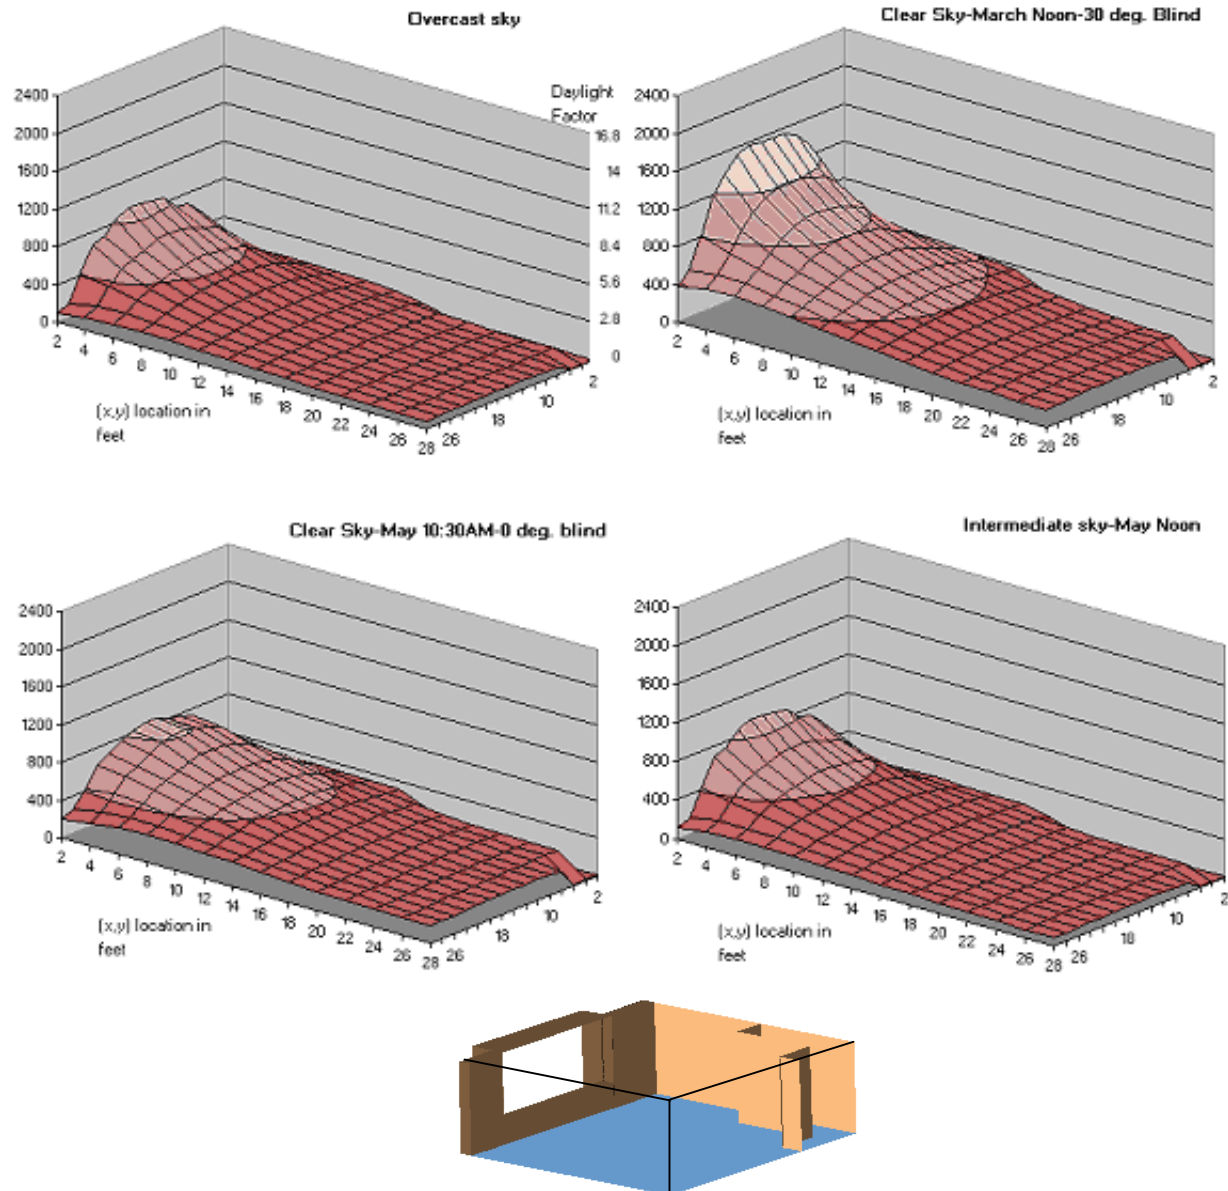 Overcast sky
2400
2000
1600
1200
800
400
0
Daylight
Factor
16.8
14
11.2
8.4
5.6
2.8
0
2 4 6 8 10 12 14 16 18 20 22 24 26 28
26 18 10 2
(x,y) location in
feet
Clear Sky-March Noon-30 deg. Blind
2400
2000
1600
1200
800
400
0
2 4 6 8 10 12 14 16 18 20 22 24 26 28
26 18 10 2
(x,y) location in
feet
Clear Sky-May 10:30AM-0 deg. blind
2400
2000
1600
1200
800
400
0
2 4 6 8 10 12 14 16 18 20 22 24 26 28
26 18 10 2
(x,y) location in
feet
Intermediate sky-May Noon
2400
2000
1600
1200
800
400
0
2 4 6 8 10 12 14 16 18 20 22 24 26 28
26 18 10 2
(x,y) location in
feet